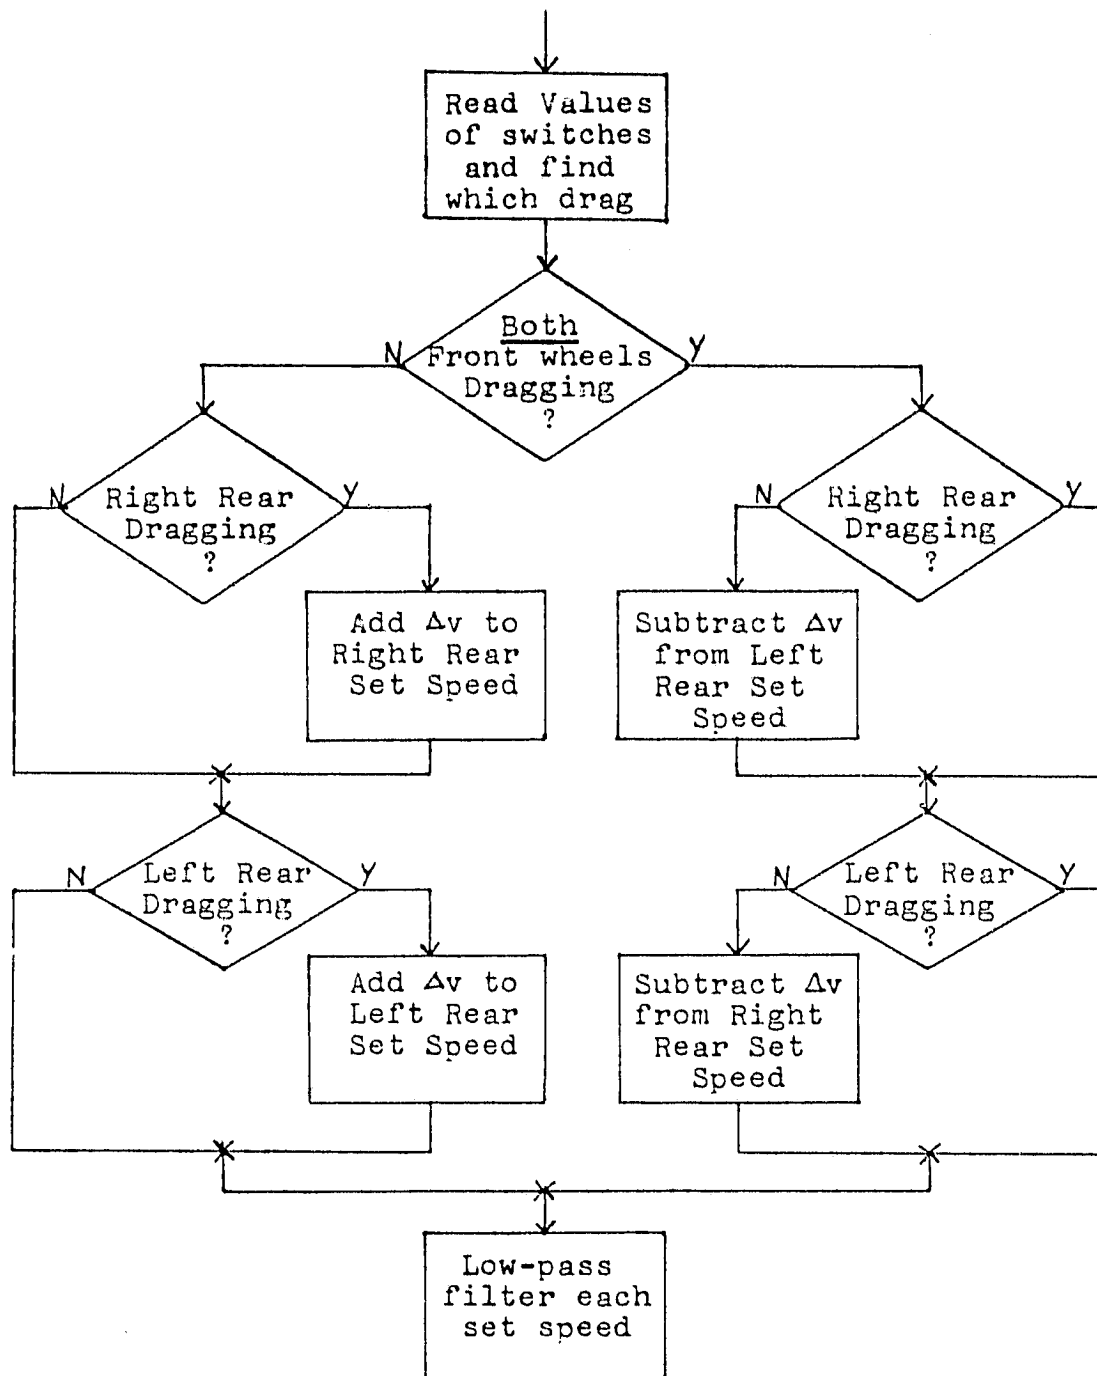 Read Values
of switches
and find
which drag
Both
N Front wheels Y
Dragging
?
N Right Rear Y
Dragging
?
N Right Rear Y
Dragging
?
Add Δv to
Right Rear
Set Speed
Subtract Δv
from Left
Rear Set
Speed
N Left Rear Y
Dragging
?
N Left Rear Y
Dragging
?
Add Δv to
Left Rear
Set Speed
Subtract Δv
from Right
Rear Set
Speed
Low-pass
filter each
set speed